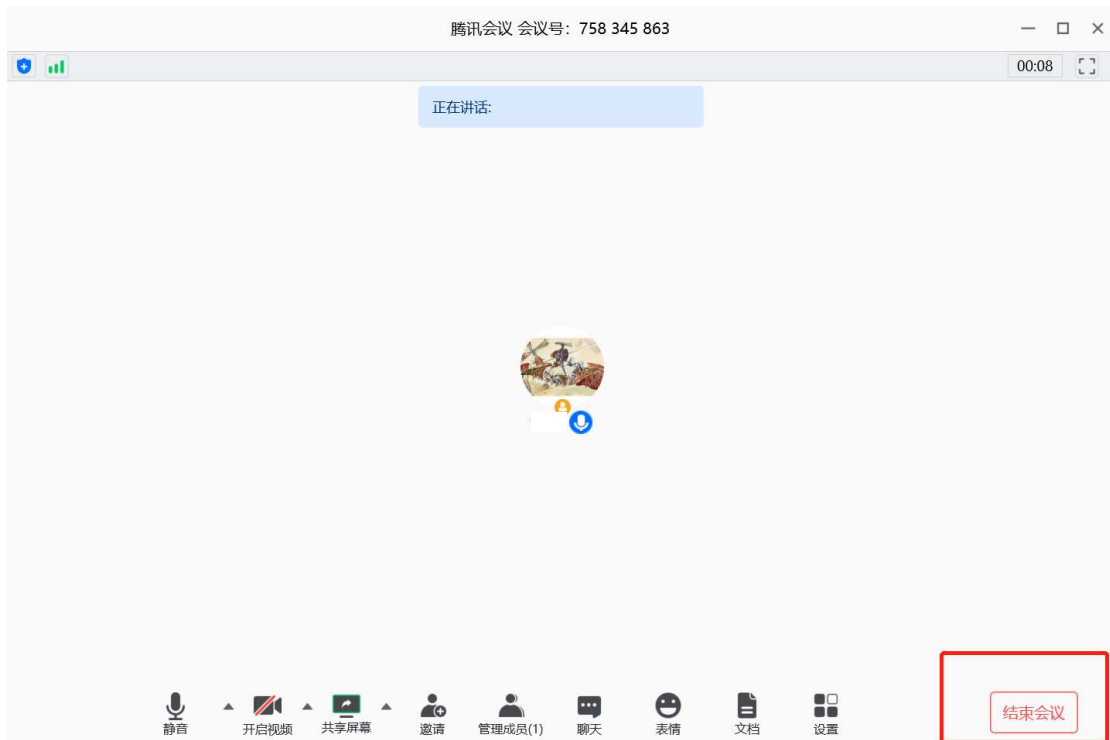 腾讯会议 会议号：758 345 863
00:08
正在讲话:
静音
开启视频
共享屏幕
邀请
管理成员(1)
聊天
表情
文档
设置
结束会议